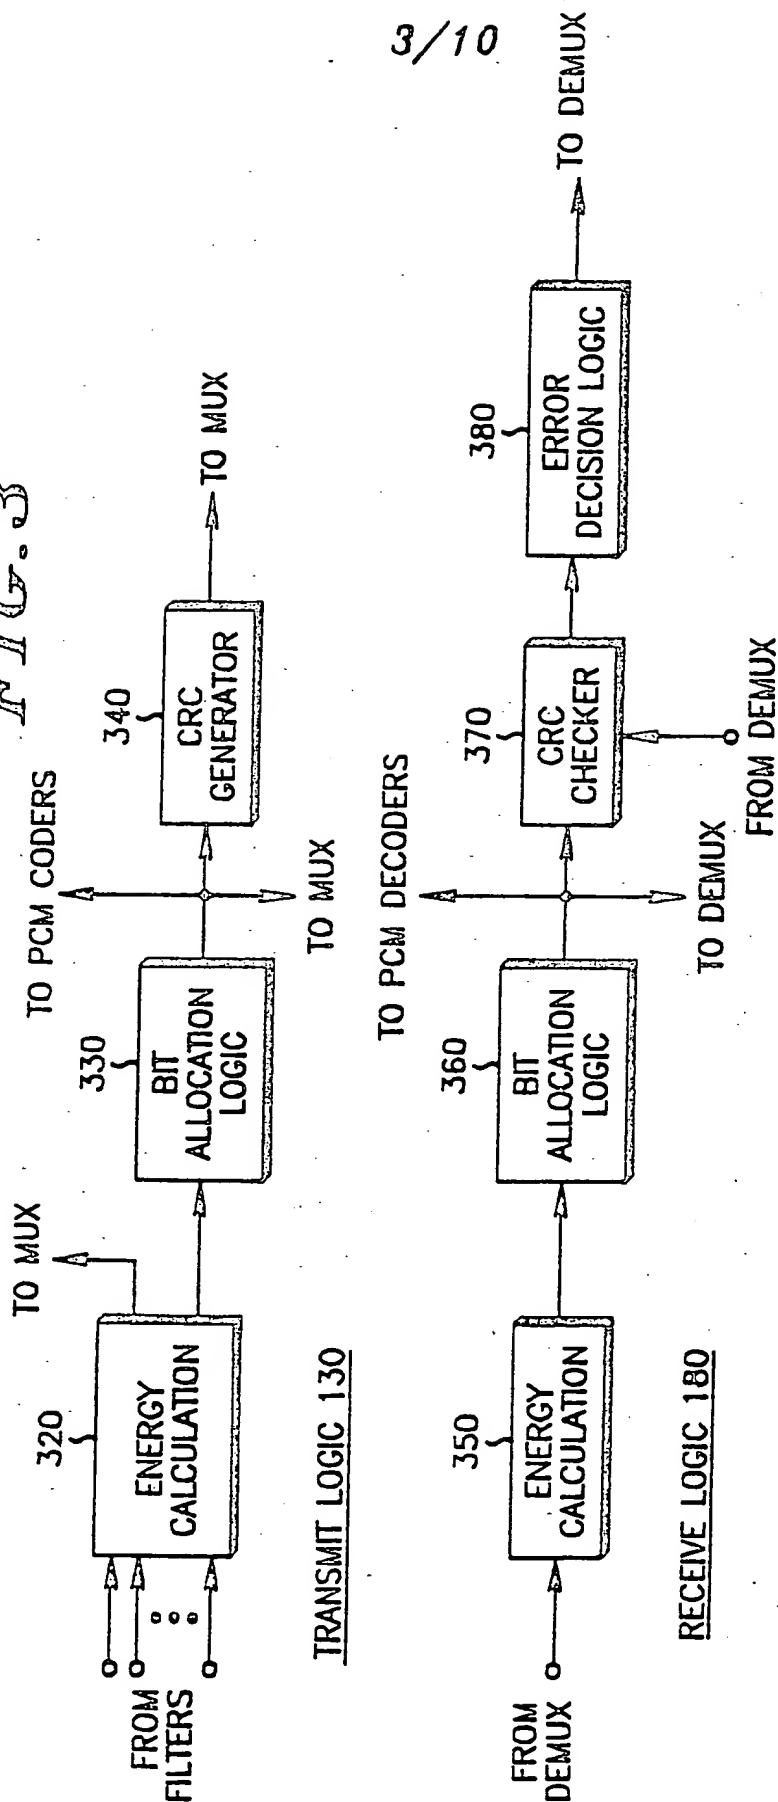 3/10
FIG. 3
FROM
FILTERS
320
ENERGY
CALCULATION
TO MUX
330
BIT
ALLOCATION
LOGIC
TO PCM CODERS
TO MUX
340
CRC
GENERATOR
TO MUX
TRANSMIT LOGIC 130
FROM
DEMUX
350
ENERGY
CALCULATION
360
BIT
ALLOCATION
LOGIC
TO PCM DECODERS
TO DEMUX
370
CRC
CHECKER
FROM DEMUX
380
ERROR
DECISION LOGIC
TO DEMUX
RECEIVE LOGIC 180